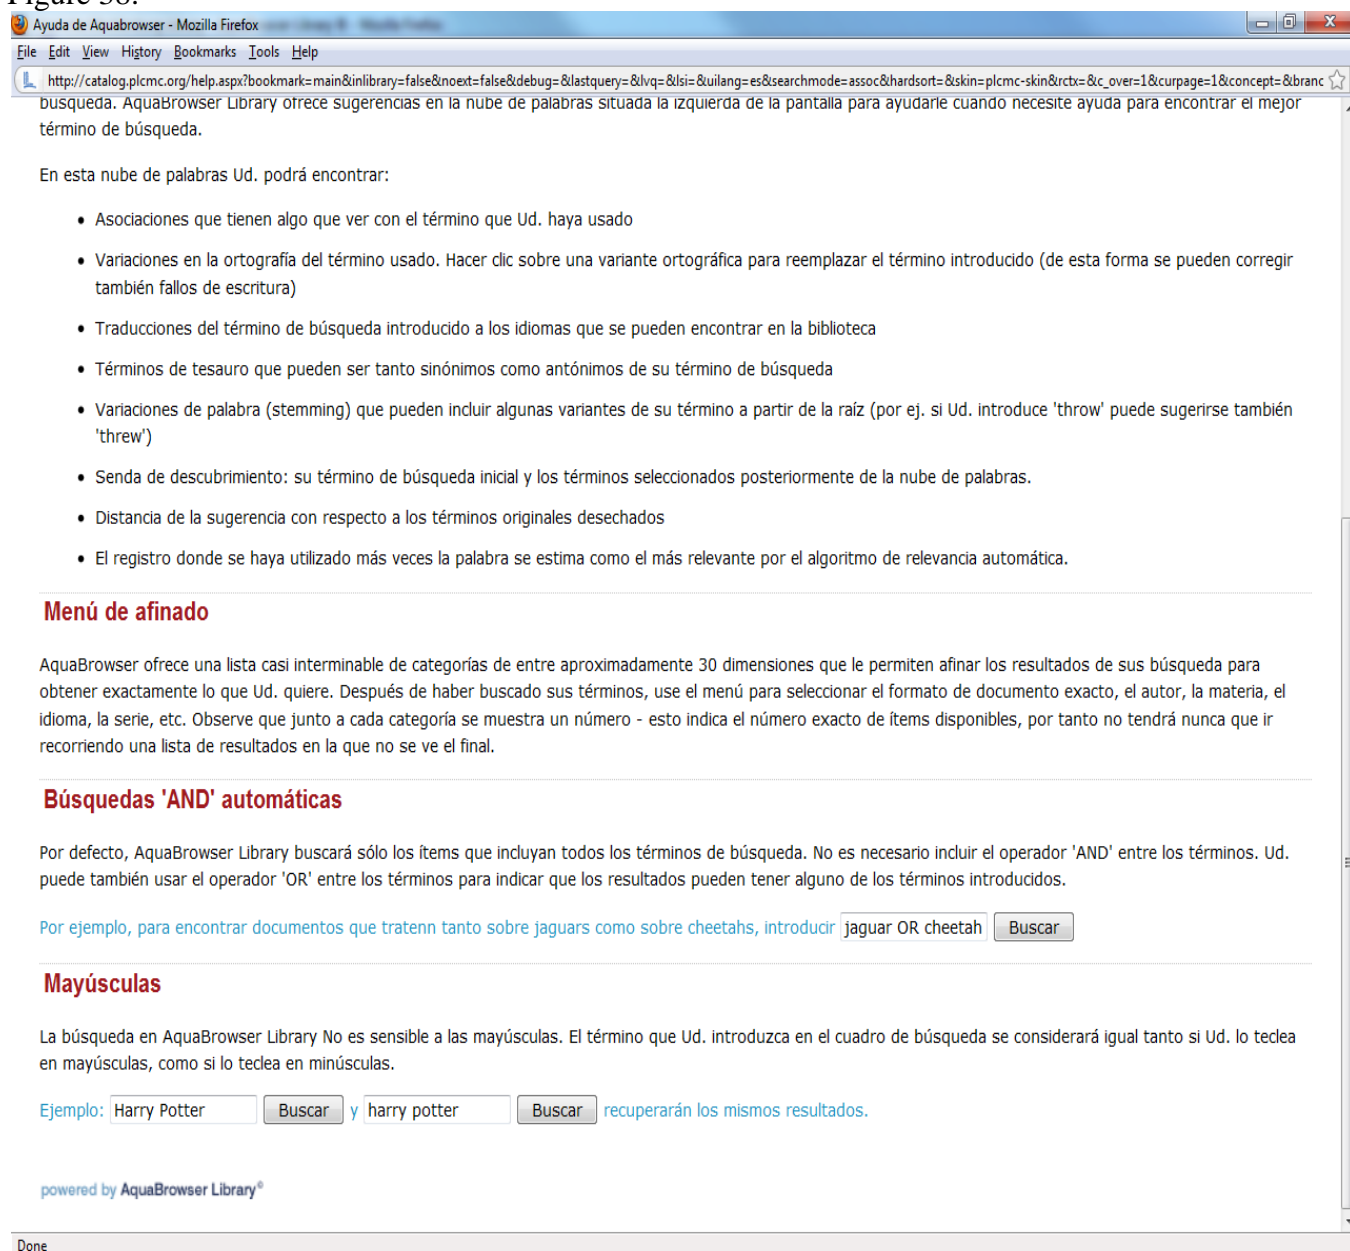 Figure 38.
Ayuda de Aquabrowser - Mozilla Firefox
File Edit View History Bookmarks Tools Help
http://catalog.plcmc.org/help.aspx?bookmark=main&inlibrary=false&noext=false&debug=&lastquery=&lvq=&lsi=&uilang=es&searchmode=assoc&hardsort=&skin=plcmc-skin&rctx=&c_over=1&curpage=1&concept=&branc
búsqueda. AquaBrowser Library ofrece sugerencias en la nube de palabras situada la izquierda de la pantalla para ayudarle cuando necesite ayuda para encontrar el mejor
término de búsqueda.
En esta nube de palabras Ud. podrá encontrar:
• Asociaciones que tienen algo que ver con el término que Ud. haya usado
• Variaciones en la ortografía del término usado. Hacer clic sobre una variante ortográfica para reemplazar el término introducido (de esta forma se pueden corregir
también fallos de escritura)
• Traducciones del término de búsqueda introducido a los idiomas que se pueden encontrar en la biblioteca
• Términos de tesauro que pueden ser tanto sinónimos como antónimos de su término de búsqueda
• Variaciones de palabra (stemming) que pueden incluir algunas variantes de su término a partir de la raíz (por ej. si Ud. introduce 'throw' puede sugerirse también
'threw')
• Senda de descubrimiento: su término de búsqueda inicial y los términos seleccionados posteriormente de la nube de palabras.
• Distancia de la sugerencia con respecto a los términos originales desechados
• El registro donde se haya utilizado más veces la palabra se estima como el más relevante por el algoritmo de relevancia automática.
Menú de afinado
AquaBrowser ofrece una lista casi interminable de categorías de entre aproximadamente 30 dimensiones que le permiten afinar los resultados de sus búsqueda para
obtener exactamente lo que Ud. quiere. Después de haber buscado sus términos, use el menú para seleccionar el formato de documento exacto, el autor, la materia, el
idioma, la serie, etc. Observe que junto a cada categoría se muestra un número - esto indica el número exacto de ítems disponibles, por tanto no tendrá nunca que ir
recorriendo una lista de resultados en la que no se ve el final.
Búsquedas 'AND' automáticas
Por defecto, AquaBrowser Library buscará sólo los ítems que incluyan todos los términos de búsqueda. No es necesario incluir el operador 'AND' entre los términos. Ud.
puede también usar el operador 'OR' entre los términos para indicar que los resultados pueden tener alguno de los términos introducidos.
Por ejemplo, para encontrar documentos que tratenn tanto sobre jaguars como sobre cheetahs, introducir jaguar OR cheetah Buscar
Mayúsculas
La búsqueda en AquaBrowser Library No es sensible a las mayúsculas. El término que Ud. introduzca en el cuadro de búsqueda se considerará igual tanto si Ud. lo teclea
en mayúsculas, como si lo teclea en minúsculas.
Ejemplo: Harry Potter Buscar y harry potter Buscar recuperarán los mismos resultados.
powered by AquaBrowser Library©
Done